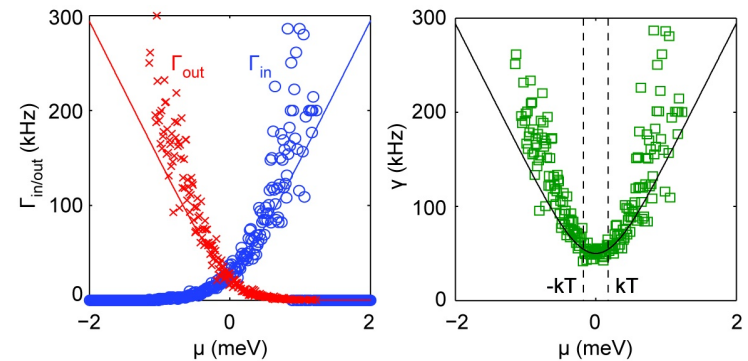 300
200
100
0
Γin/out (kHz)
Γout
Γin
−2
0
2
μ (meV)
300
200
100
0
γ (kHz)
-kT
kT
−2
0
2
μ (meV)